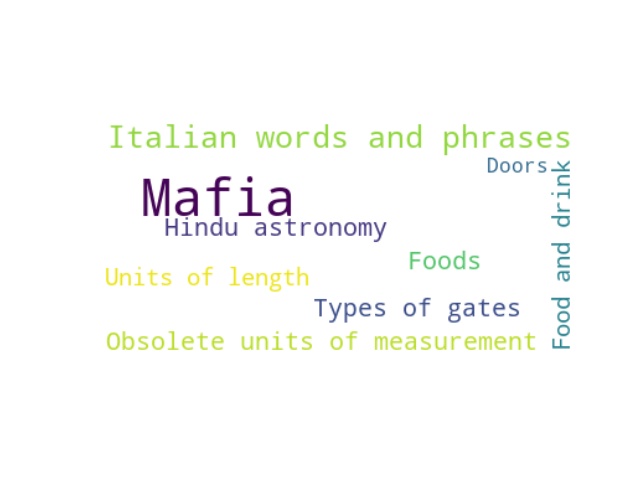 Italian words and phrases
Doors
Mafia
Hindu astronomy
Foods
Units of length
Types of gates
Obsolete units of measurement
Food and drink